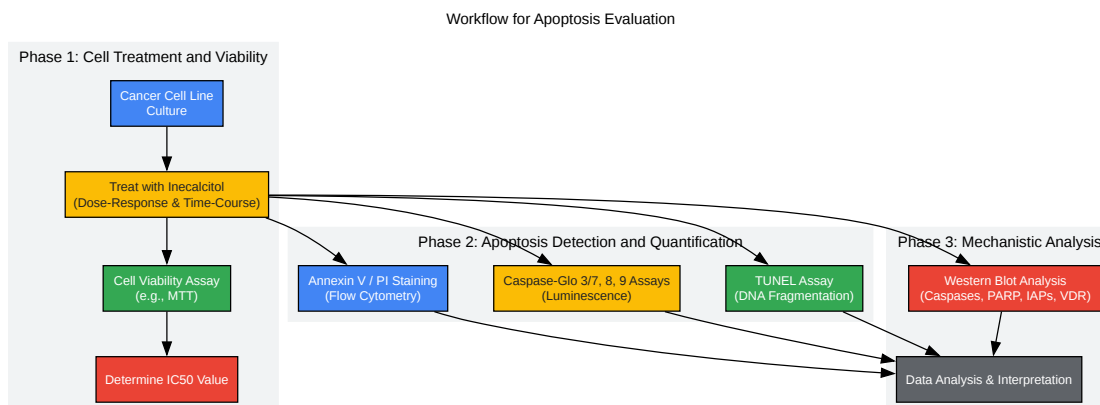 Workflow for Apoptosis Evaluation
Phase 1: Cell Treatment and Viability
Cancer Cell Line
Culture
Treat with Inecalcitol
(Dose-Response & Time-Course)
Cell Viability Assay
(e.g., MTT)
Determine IC50 Value
Phase 2: Apoptosis Detection and Quantification
Annexin V / PI Staining
(Flow Cytometry)
Caspase-Glo 3/7, 8, 9 Assays
(Luminescence)
TUNEL Assay
(DNA Fragmentation)
Phase 3: Mechanistic Analysis
Western Blot Analysis
(Caspases, PARP, IAPs, VDR)
Data Analysis & Interpretation